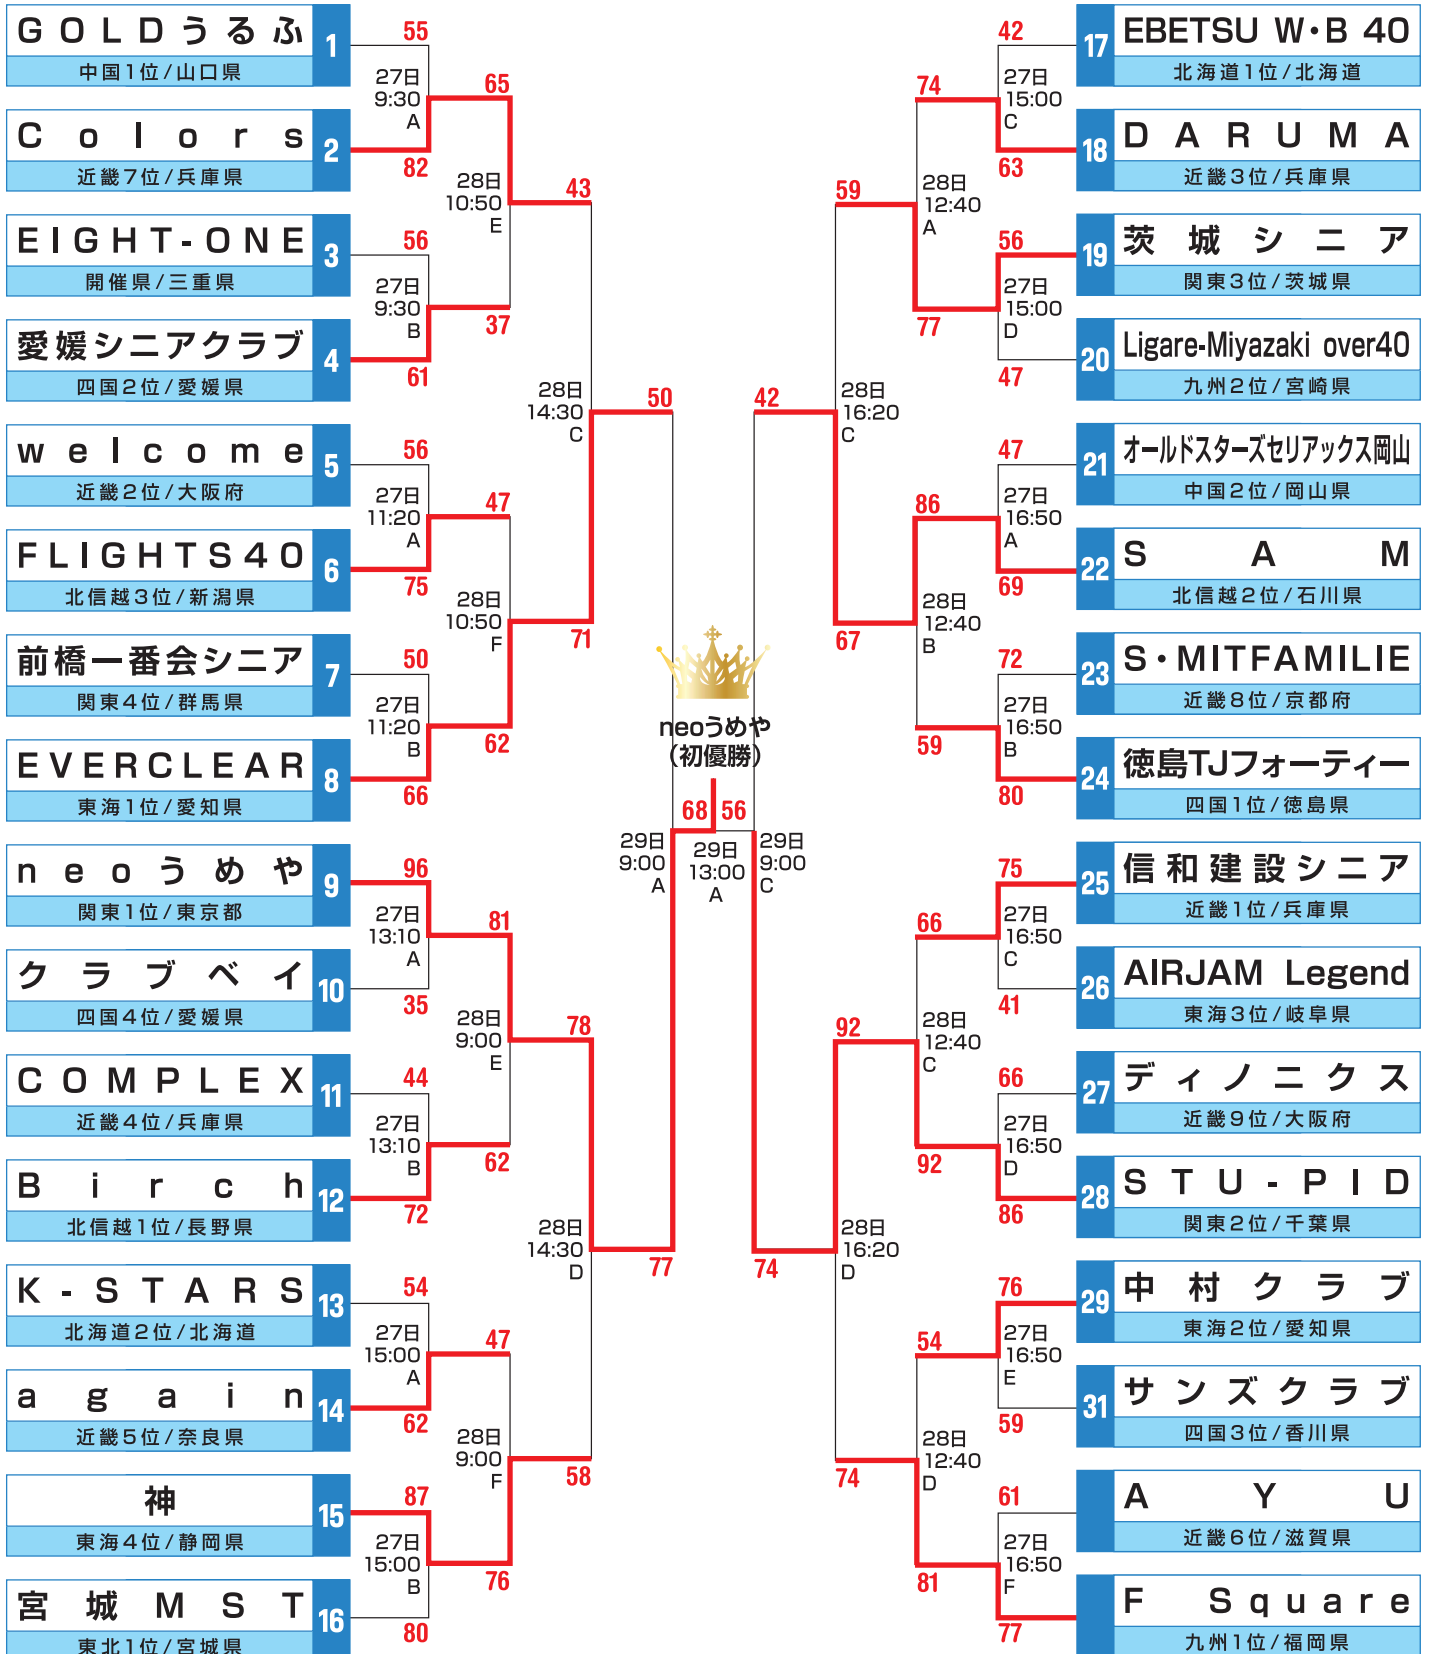 GOLDうるふ
中国1位/山口県
1
Colors
近畿7位/兵庫県
2
EIGHT-ONE
開催県/三重県
3
愛媛シニアクラブ
四国2位/愛媛県
4
welcome
近畿2位/大阪府
5
FLIGHTS40
北信越3位/新潟県
6
前橋一番会シニア
関東4位/群馬県
7
EVERCLEAR
東海1位/愛知県
8
neoうめや
関東1位/東京都
9
クラブベイ
四国4位/愛媛県
10
COMPLEX
近畿4位/兵庫県
11
Birch
北信越1位/長野県
12
K-STARS
北海道2位/北海道
13
again
近畿5位/奈良県
14
神
東海4位/静岡県
15
宮城MST
東北1位/宮城県
16
55
27日
9:30
A
82
56
27日
9:30
B
61
56
27日
11:20
A
75
50
27日
11:20
B
66
96
27日
13:10
A
35
44
27日
13:10
B
72
54
27日
15:00
A
62
87
27日
15:00
B
80
65
28日
10:50
E
37
47
28日
10:50
F
62
81
28日
9:00
E
62
47
28日
9:00
F
76
43
28日
14:30
C
71
78
28日
14:30
D
58
50
29日
9:00
A
77
neoうめや
(初優勝)
68
56
29日
13:00
A
42
29日
9:00
C
74
59
28日
16:20
C
67
92
28日
16:20
D
74
74
28日
12:40
A
77
86
28日
12:40
B
59
66
28日
12:40
C
92
54
28日
12:40
D
81
42
27日
15:00
C
63
56
27日
15:00
D
47
47
27日
16:50
A
69
72
27日
16:50
B
80
75
27日
16:50
C
41
66
27日
16:50
D
86
76
27日
16:50
E
59
61
27日
16:50
F
77
17
EBETSU W・B 40
北海道1位/北海道
18
DARUMA
近畿3位/兵庫県
19
茨城シニア
関東3位/茨城県
20
Ligare-Miyazaki over40
九州2位/宮崎県
21
オールドスターズセリアックス岡山
中国2位/岡山県
22
SAM
北信越2位/石川県
23
S・MITFAMILIE
近畿8位/京都府
24
徳島TJフォーティー
四国1位/徳島県
25
信和建設シニア
近畿1位/兵庫県
26
AIRJAM Legend
東海3位/岐阜県
27
ディノニクス
近畿9位/大阪府
28
STU-PID
関東2位/千葉県
29
中村クラブ
東海2位/愛知県
31
サンズクラブ
四国3位/香川県
AYU
近畿6位/滋賀県
F Square
九州1位/福岡県